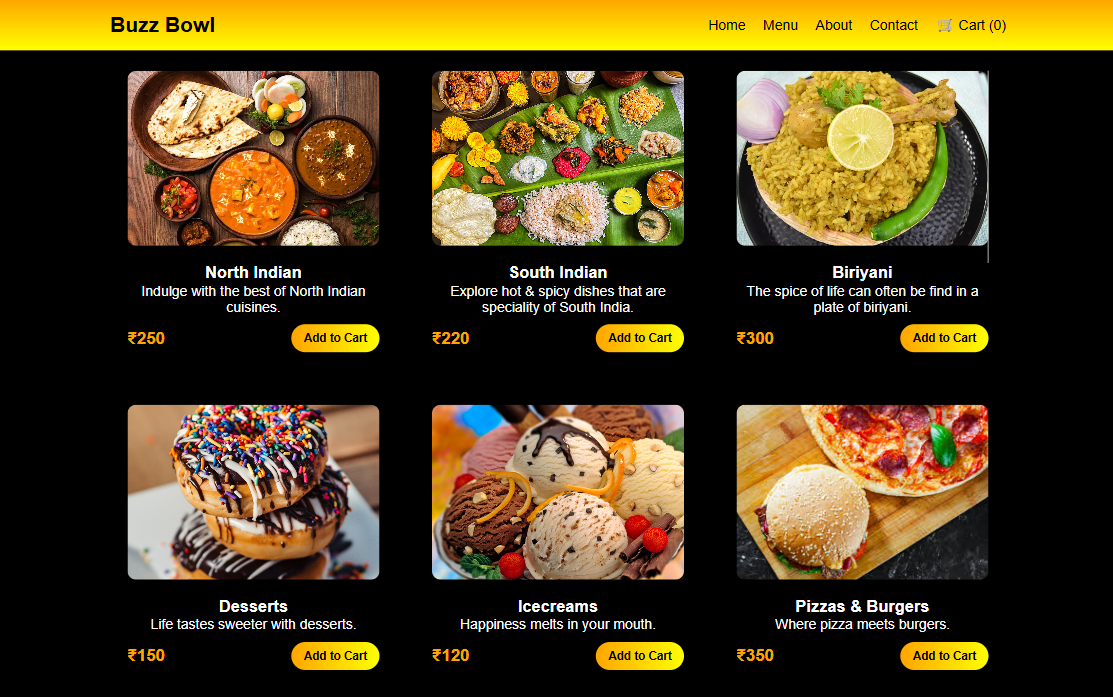 Buzz Bowl
Home Menu About Contact 🛒 Cart (0)
North Indian
Indulge with the best of North Indian
cuisines.
₹250 Add to Cart
South Indian
Explore hot & spicy dishes that are
speciality of South India.
₹220 Add to Cart
Biriyani
The spice of life can often be find in a
plate of biriyani.
₹300 Add to Cart
Desserts
Life tastes sweeter with desserts.
₹150 Add to Cart
Icecreams
Happiness melts in your mouth.
₹120 Add to Cart
Pizzas & Burgers
Where pizza meets burgers.
₹350 Add to Cart